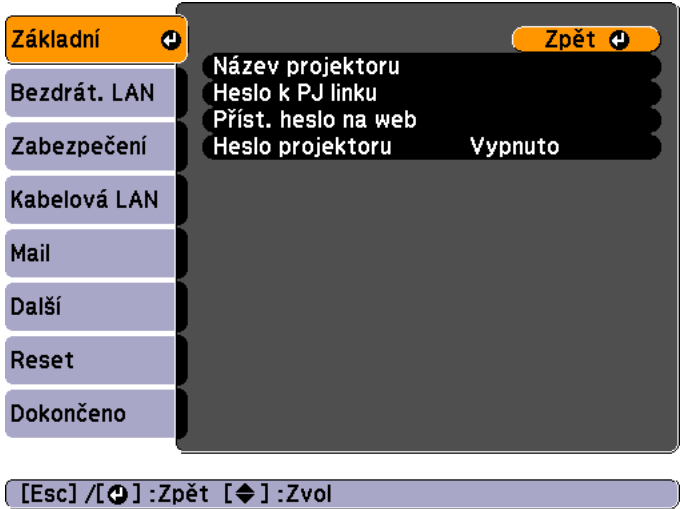 Základní
Bezdrát. LAN
Zabezpečení
Kabelová LAN
Mail
Další
Reset
Dokončeno
Zpět
Název projektoru
Heslo k PJ linku
Příst. heslo na web
Heslo projektoru Vypnuto
[Esc] /[⏎] :Zpět [◆] :Zvol